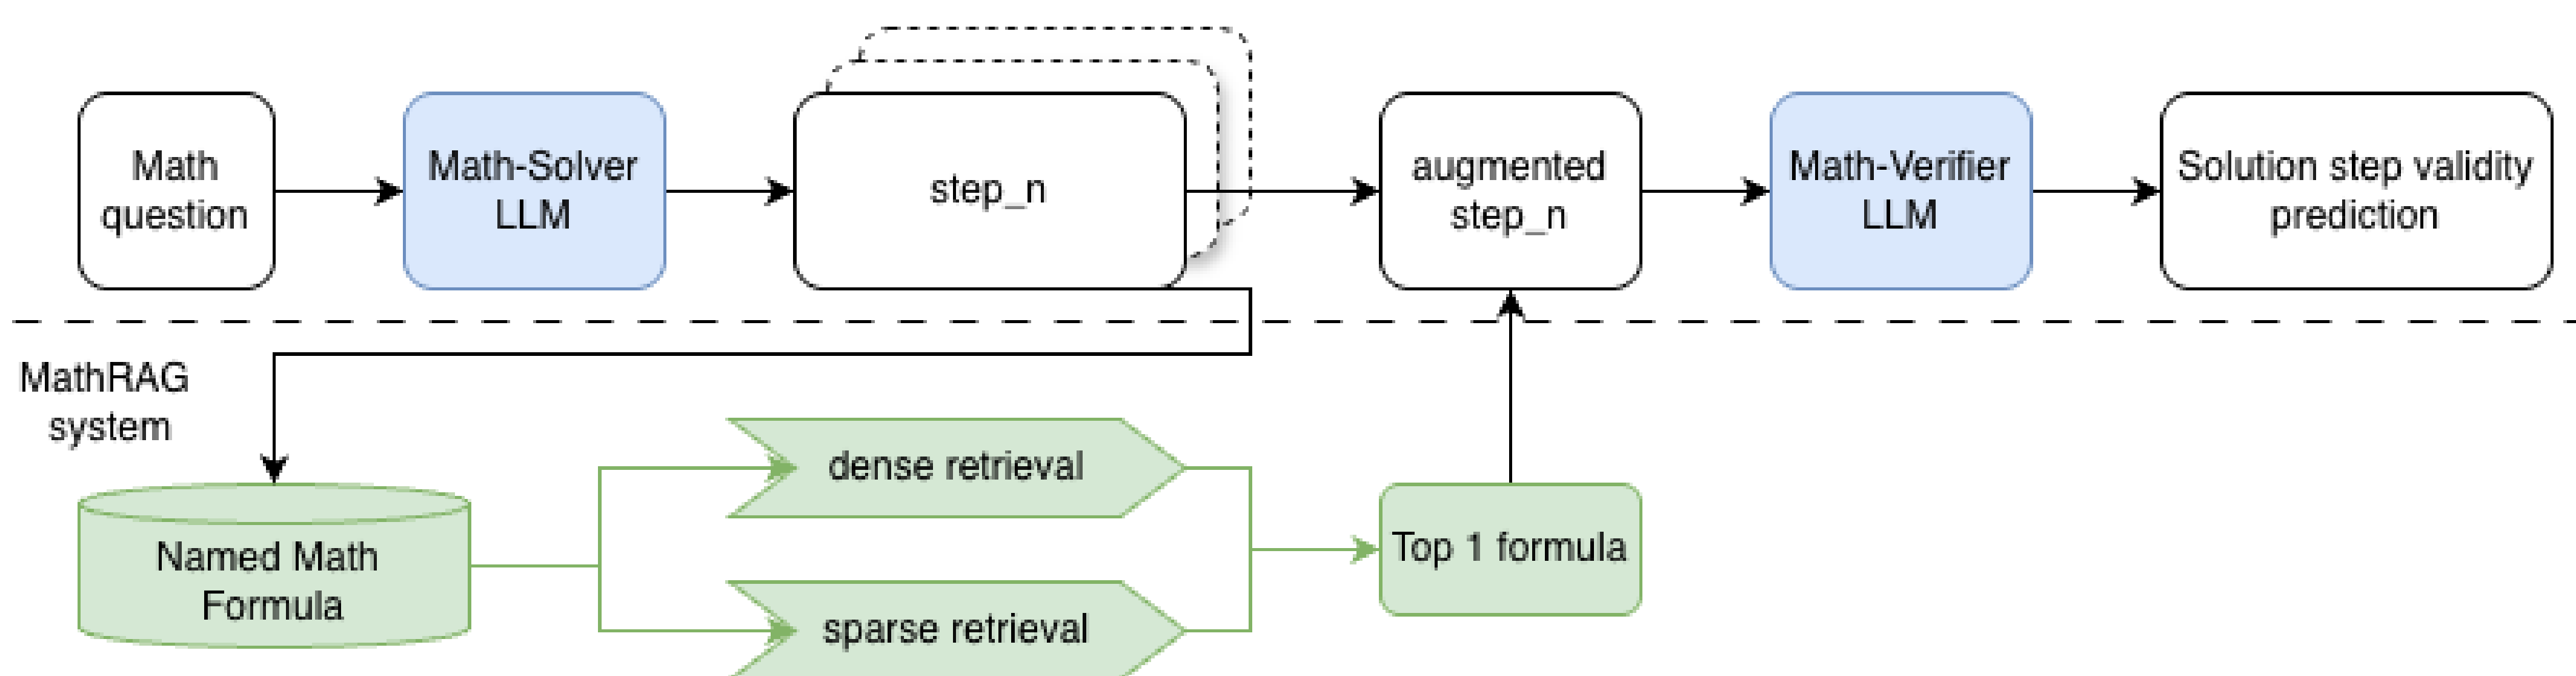 Math
question
Math-Solver
LLM
step_n
augmented
step_n
Math-Verifier
LLM
Solution step validity
prediction
MathRAG
system
Named Math
Formula
dense retrieval
sparse retrieval
Top 1 formula